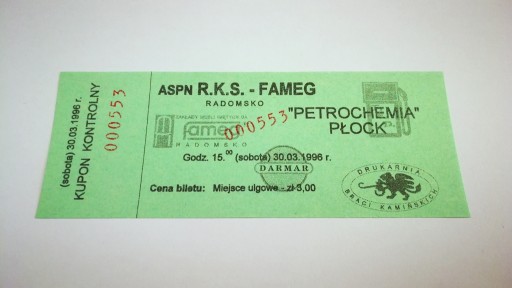 (sobota) 30.03.1996 r.
KUPON KONTROLNY
000553
ASPN R.K.S. - FAMEG
RADOMSKO
"PETROCHEMIA"
PŁOCK
fameg
RADOMSKO
000553
Godz. 15.00 (sobota) 30.03.1996 r.
DARMAR
Cena biletu: Miejsce ulgowe - zł 3,00
DRUKARNIA
BRACI KAMIŃSKICH